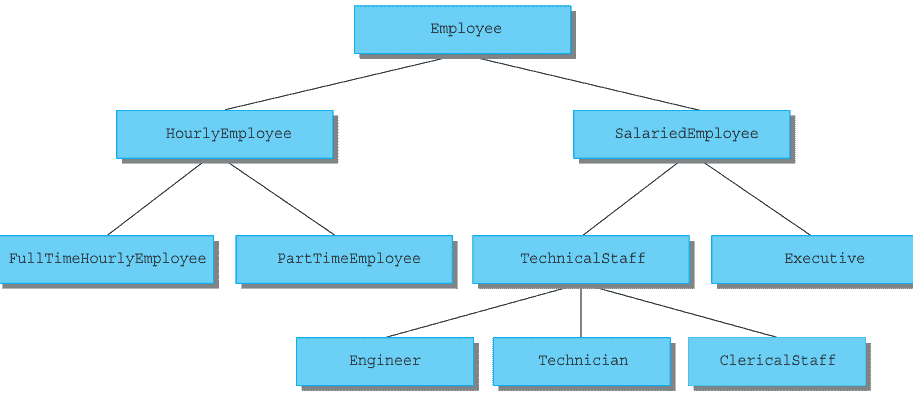 Employee
HourlyEmployee
SalariedEmployee
FullTimeHourlyEmployee
PartTimeEmployee
TechnicalStaff
Executive
Engineer
Technician
ClericalStaff